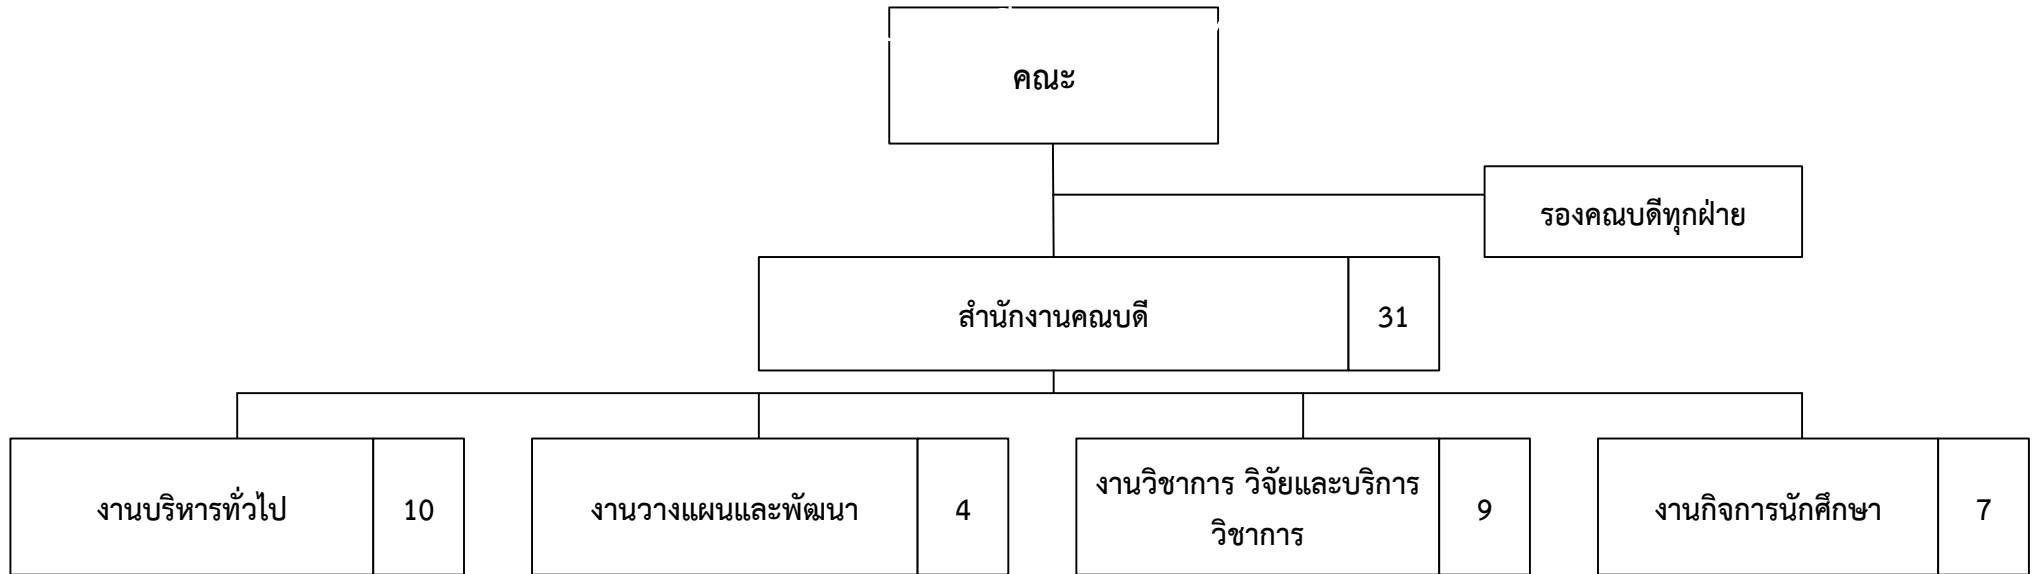 คณะ
รองคณบดีทุกฝ่าย
สำนักงานคณบดี 31
งานบริหารทั่วไป 10
งานวางแผนและพัฒนา 4
งานวิชาการ วิจัยและบริการ
วิชาการ 9
งานกิจการนักศึกษา 7